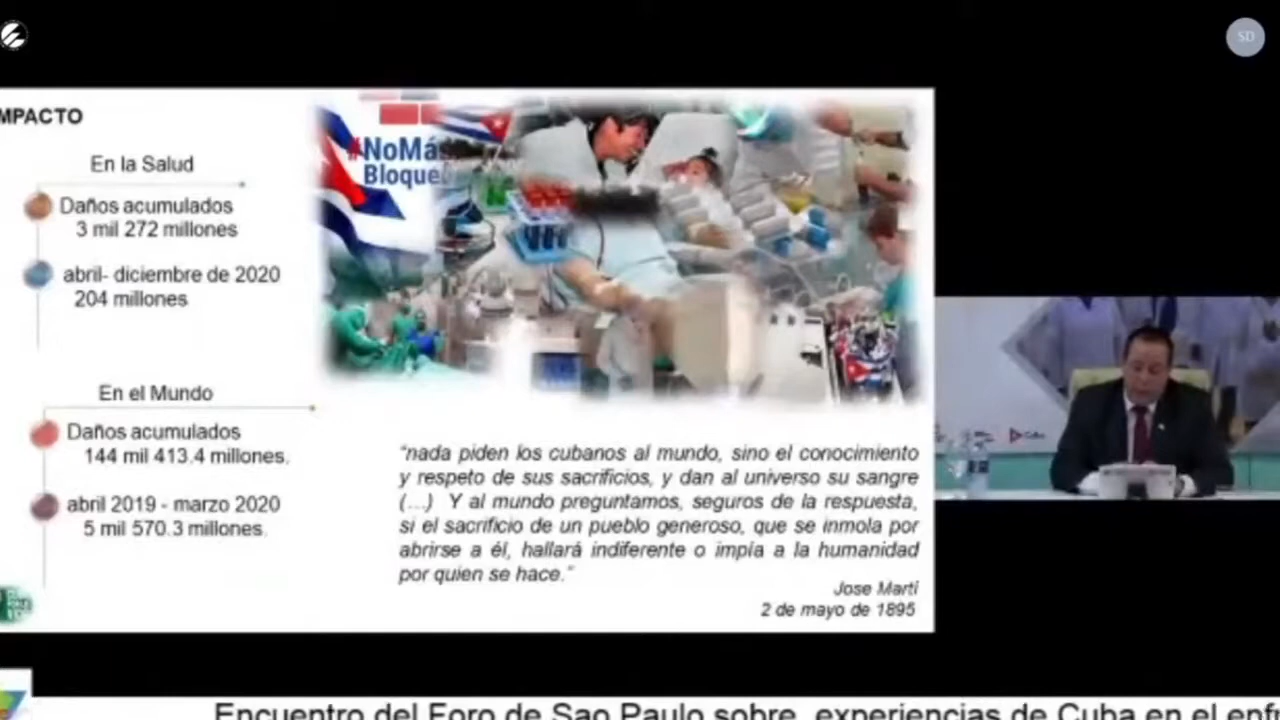 SD
MPACTO
En la Salud
Daños acumulados
3 mil 272 millones
abril- diciembre de 2020
204 millones
En el Mundo
Daños acumulados
144 mil 413.4 millones.
abril 2019 - marzo 2020
5 mil 570.3 millones.
#NoMás
Bloque
"nada piden los cubanos al mundo, sino el conocimiento
y respeto de sus sacrificios, y dan al universo su sangre
(...) Y al mundo preguntamos, seguros de la respuesta,
si el sacrificio de un pueblo generoso, que se inmola por
abrirse a él, hallará indiferente o impía a la humanidad
por quien se hace."
Jose Martí
2 de mayo de 1895
Cuba
Encuentro del Foro de Sao Paulo sobre experiencias de Cuba en el enf